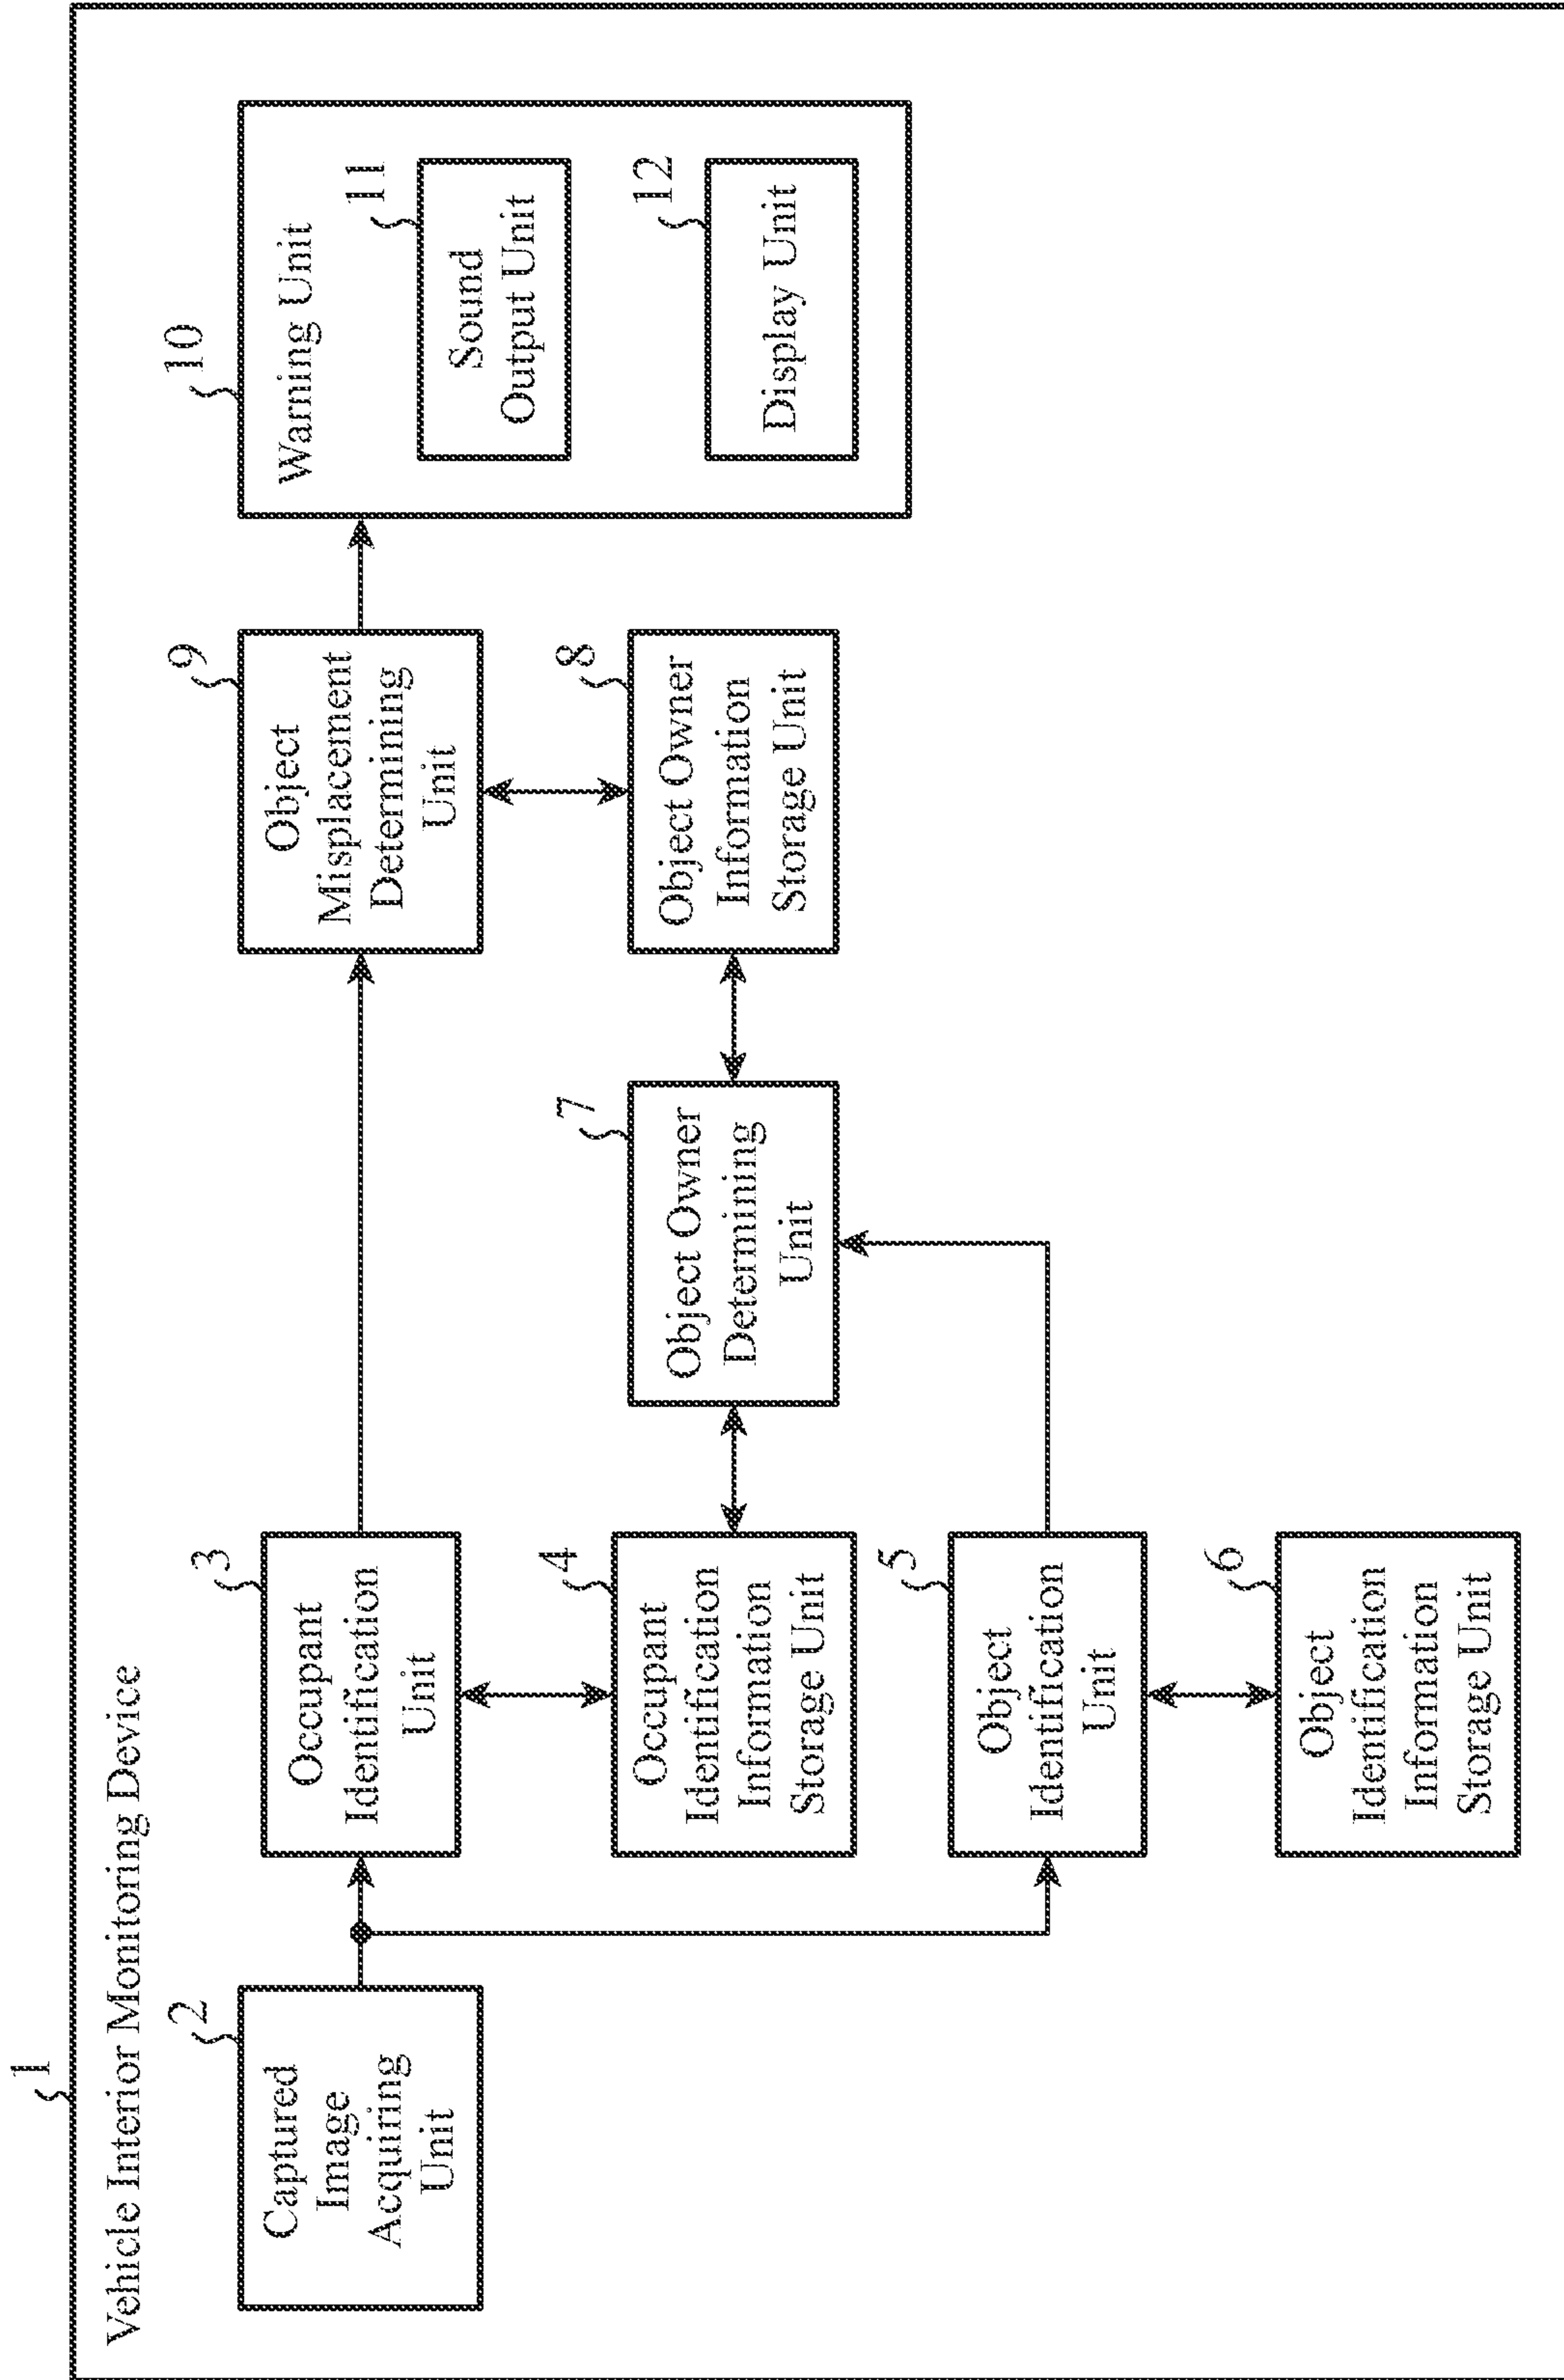 1
Vehicle Interior Monitoring Device
2
Captured
Image
Acquiring
Unit
3
Occupant
Identification
Unit
4
Occupant
Identification
Information
Storage Unit
5
Object
Identification
Unit
6
Object
Identification
Information
Storage Unit
7
Object Owner
Determining
Unit
8
Object Owner
Information
Storage Unit
9
Object
Misplacement
Determining
Unit
10
Warning Unit
11
Sound
Output Unit
12
Display Unit